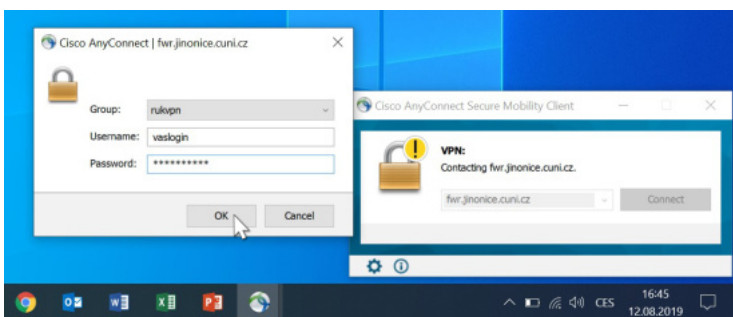 Cisco AnyConnect | fwr.jinonice.cuni.cz
Group: rukvpn
Username: vaslogin
Password: **********
OK Cancel
Cisco AnyConnect Secure Mobility Client
VPN:
Contacting fwr.jinonice.cuni.cz.
fwr.jinonice.cuni.cz Connect
CES
16:45
12.08.2019